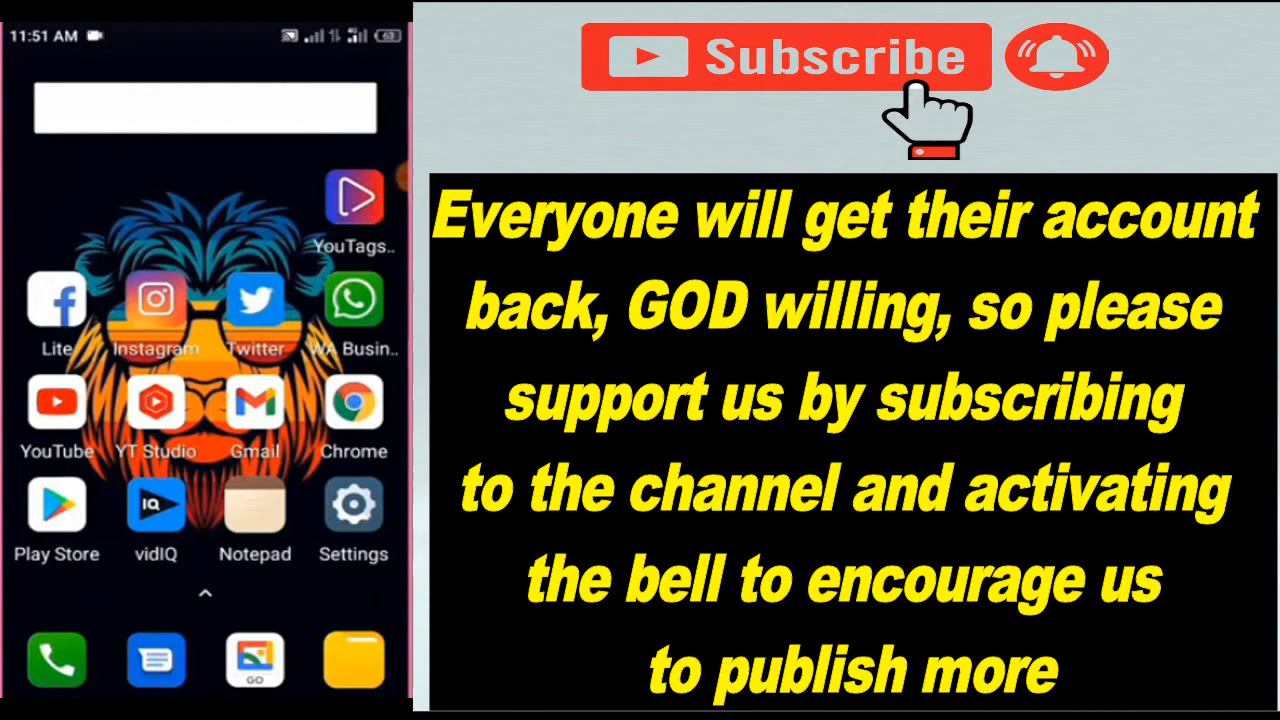 11:51 AM
63
Subscribe
YouTags..
Lite
Instagram
Twitter
WA Busin..
YouTube
YT Studio
Gmail
Chrome
IQ
Play Store
vidIQ
Notepad
Settings
GO
Everyone will get their account
back, GOD willing, so please
support us by subscribing
to the channel and activating
the bell to encourage us
to publish more